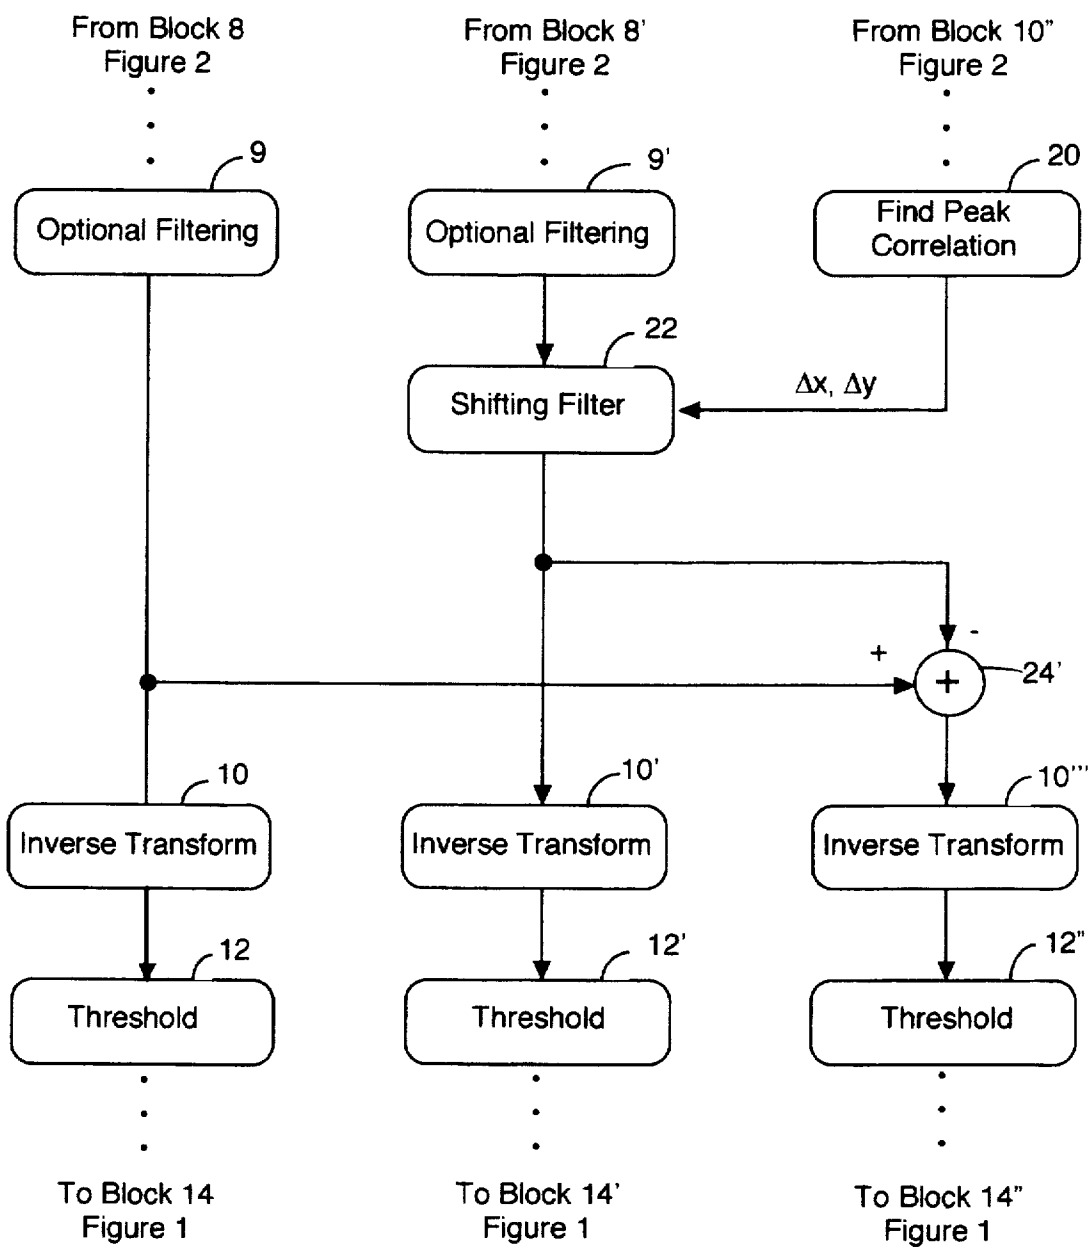 From Block 8
Figure 2
From Block 8'
Figure 2
From Block 10"
Figure 2
9
9'
20
Optional Filtering
Optional Filtering
Find Peak
Correlation
22
Shifting Filter
Δx, Δy
-
+
+
24'
10
10'
10'''
Inverse Transform
Inverse Transform
Inverse Transform
12
12'
12"
Threshold
Threshold
Threshold
To Block 14
Figure 1
To Block 14'
Figure 1
To Block 14"
Figure 1